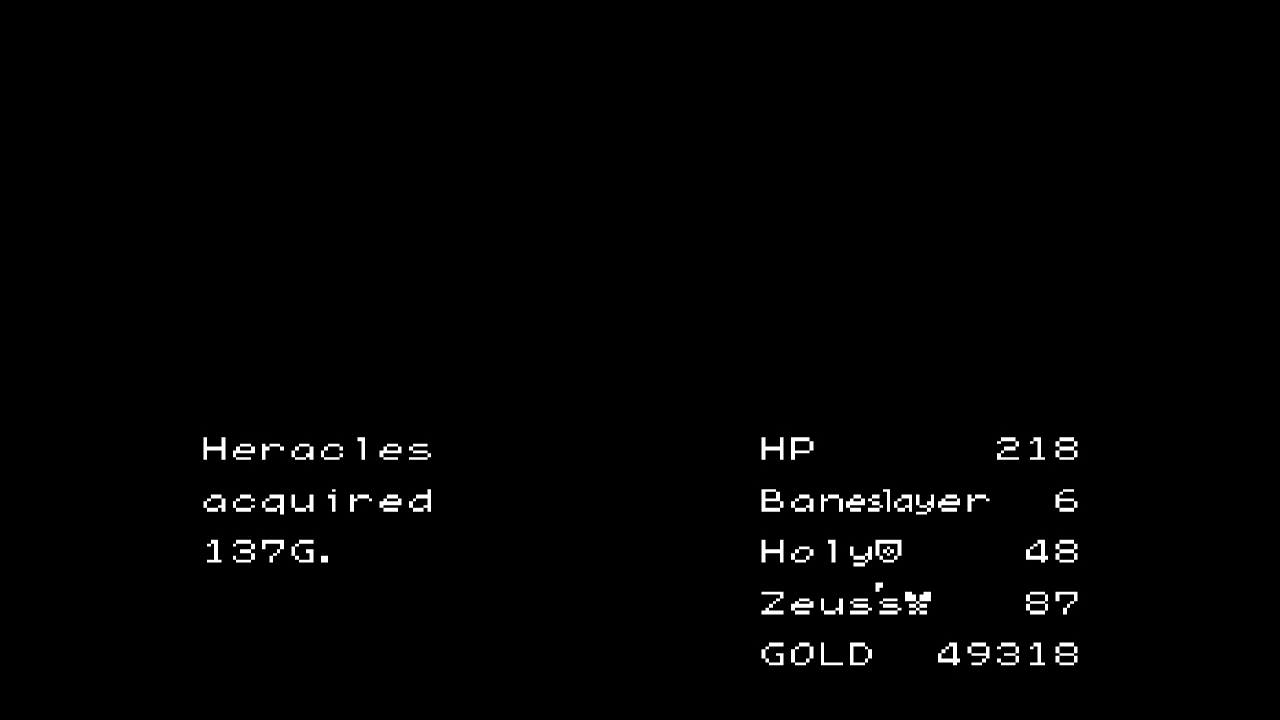 Heracles
acquired
137G.
HP 218
Baneslayer 6
Holy 48
Zeus's 87
GOLD 49318